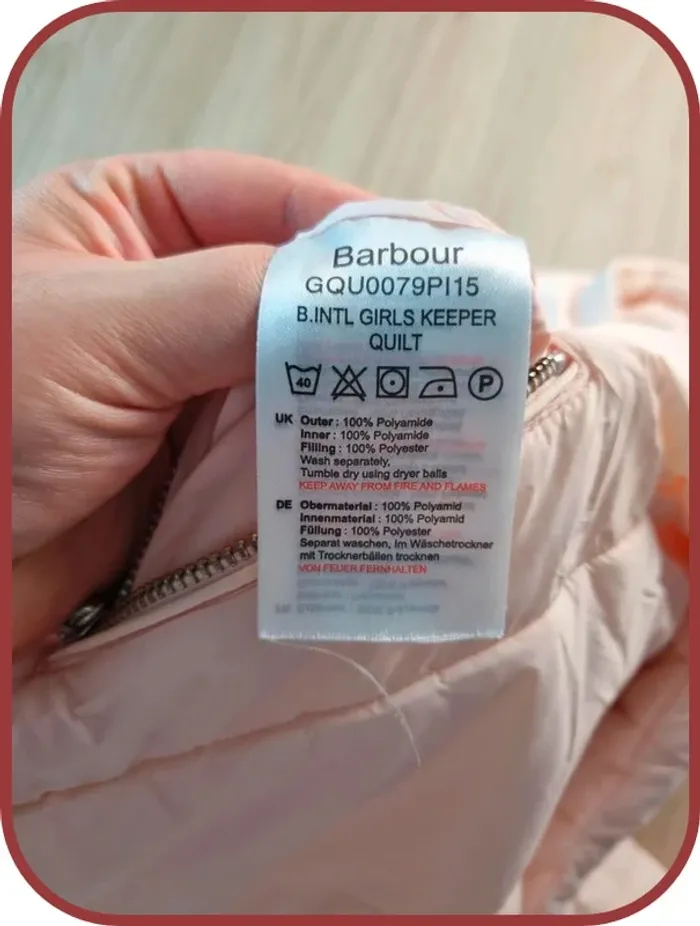 Barbour
GQU0079PI15
B.INTL GIRLS KEEPER
QUILT
40 P
UK Outer : 100% Polyamide
Inner : 100% Polyamide
Filling : 100% Polyester
Wash separately,
Tumble dry using dryer balls
KEEP AWAY FROM FIRE AND FLAMES
DE Obermaterial : 100% Polyamid
Innenmaterial : 100% Polyamid
Füllung : 100% Polyester
Separat waschen, Im Wäschetrockner
mit Trocknerbällen trocknen
VON FEUER FERNHALTEN